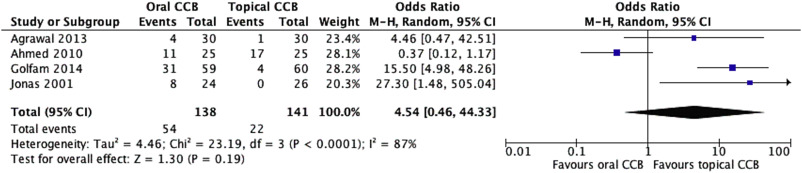 Oral CCB Topical CCB Odds Ratio Odds Ratio
Study or Subgroup Events Total Events Total Weight M-H, Random, 95% CI M-H, Random, 95% CI
Agrawal 2013 4 30 1 30 23.4% 4.46 [0.47, 42.51]
Ahmed 2010 11 25 17 25 28.1% 0.37 [0.12, 1.17]
Golfam 2014 31 59 4 60 28.2% 15.50 [4.98, 48.26]
Jonas 2001 8 24 0 26 20.3% 27.30 [1.48, 505.04]
Total (95% CI) 138 141 100.0% 4.54 [0.46, 44.33]
Total events 54 22
Heterogeneity: Tau² = 4.46; Chi² = 23.19, df = 3 (P < 0.0001); I² = 87%
Test for overall effect: Z = 1.30 (P = 0.19)
0.01 0.1 1 10 100
Favours oral CCB Favours topical CCB